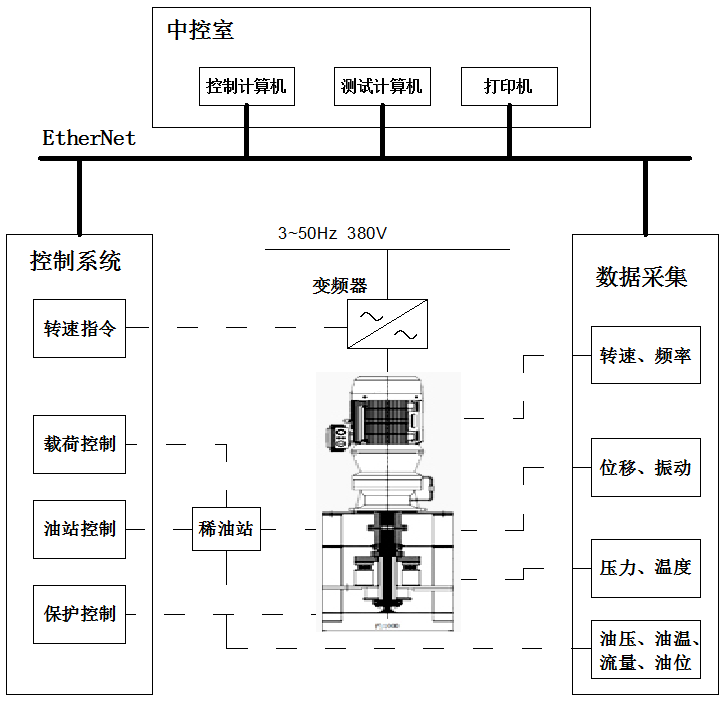 中控室
控制计算机
测试计算机
打印机
EtherNet
3~50Hz 380V
控制系统
变频器
数据采集
转速指令
转速、频率
载荷控制
位移、振动
油站控制
稀油站
压力、温度
保护控制
油压、油温、
流量、油位